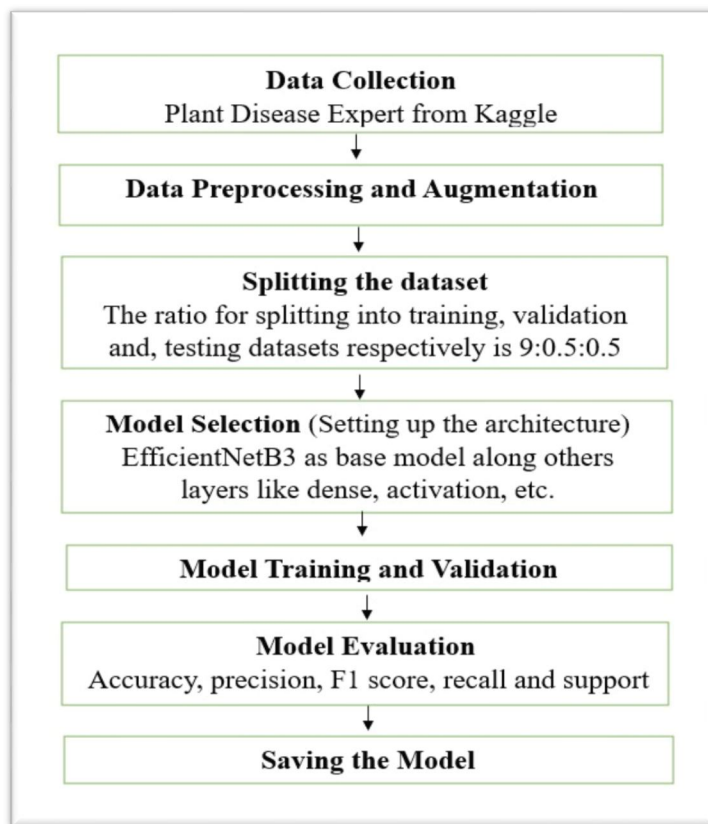 Data Collection
Plant Disease Expert from Kaggle
Data Preprocessing and Augmentation
Splitting the dataset
The ratio for splitting into training, validation
and, testing datasets respectively is 9:0.5:0.5
Model Selection (Setting up the architecture)
EfficientNetB3 as base model along others
layers like dense, activation, etc.
Model Training and Validation
Model Evaluation
Accuracy, precision, F1 score, recall and support
Saving the Model